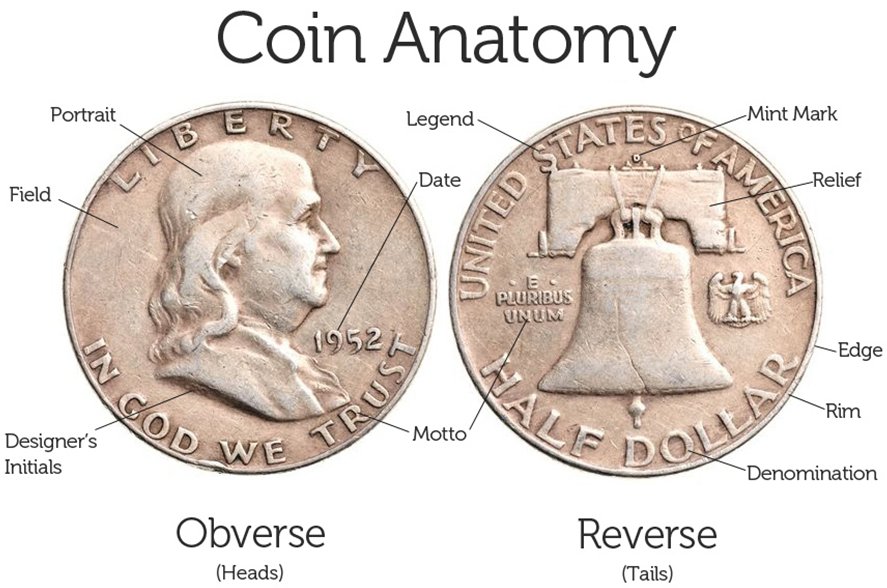 Coin Anatomy
Portrait
Field
Designer's
Initials
Date
Motto
LIBERTY
1952
IN GOD WE TRUST
Obverse
(Heads)
Legend
Mint Mark
Relief
Edge
Rim
Denomination
UNITED STATES OF AMERICA
D
· E ·
PLURIBUS
UNUM
HALF DOLLAR
Reverse
(Tails)